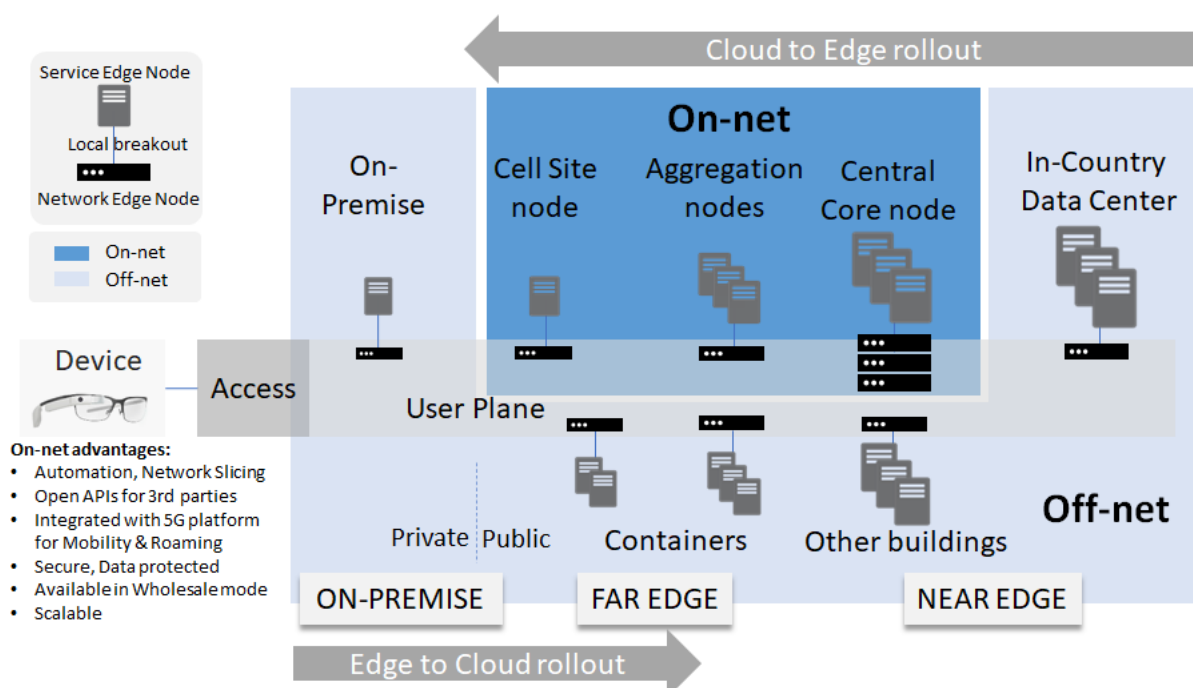 Cloud to Edge rollout
Service Edge Node
Local breakout
Network Edge Node
On-net
Off-net
On-net
On-
Premise
Cell Site
node
Aggregation
nodes
Central
Core node
In-Country
Data Center
Device
Access
User Plane
On-net advantages:
• Automation, Network Slicing
• Open APIs for 3rd parties
• Integrated with 5G platform
for Mobility & Roaming
• Secure, Data protected
• Available in Wholesale mode
• Scalable
Private
Public
Containers
Other buildings
Off-net
ON-PREMISE
FAR EDGE
NEAR EDGE
Edge to Cloud rollout